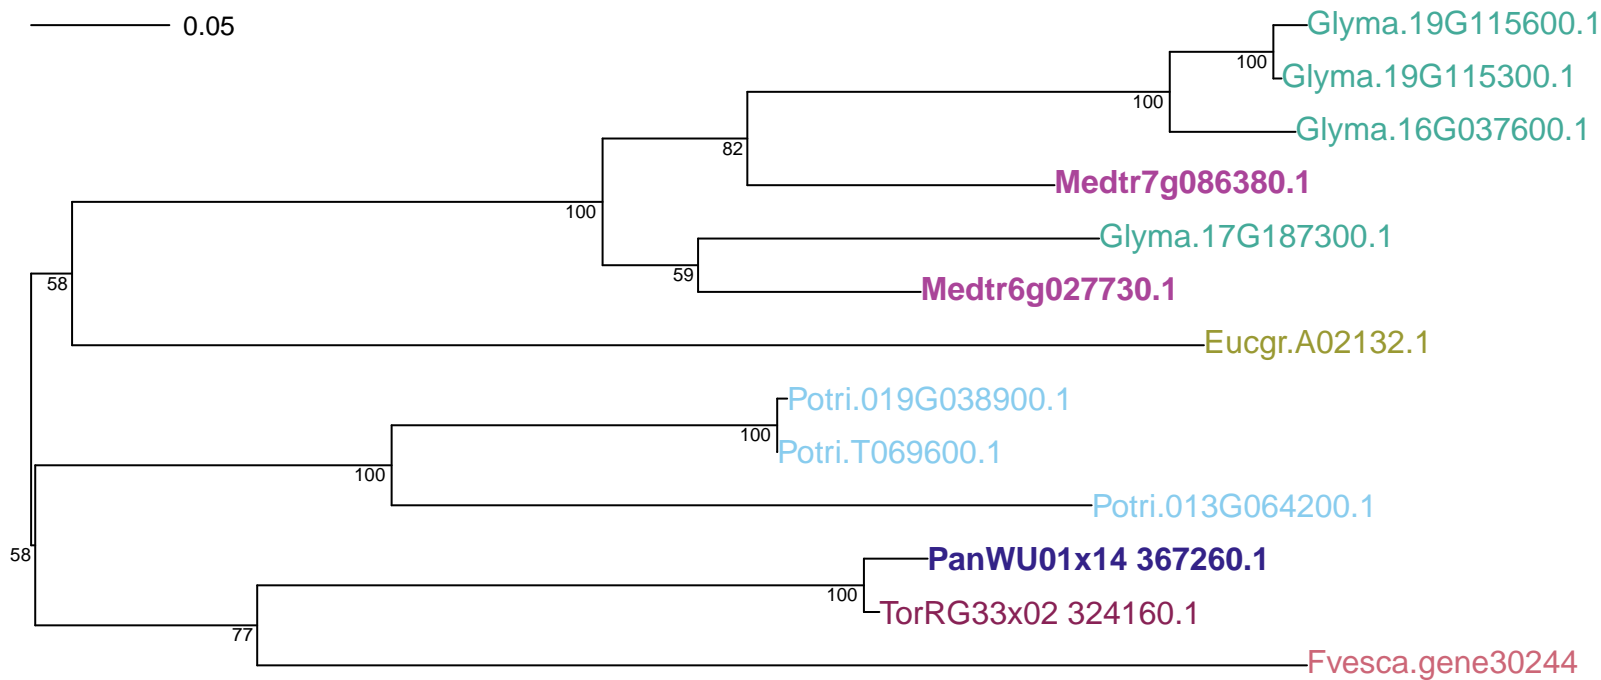 0.05
Glyma.19G115600.1
100
Glyma.19G115300.1
100
Glyma.16G037600.1
82
Medtr7g086380.1
100
Glyma.17G187300.1
59
Medtr6g027730.1
58
Eucgr.A02132.1
Potri.019G038900.1
100
Potri.T069600.1
100
Potri.013G064200.1
58
PanWU01x14 367260.1
100
TorRG33x02 324160.1
77
Fvesca.gene30244